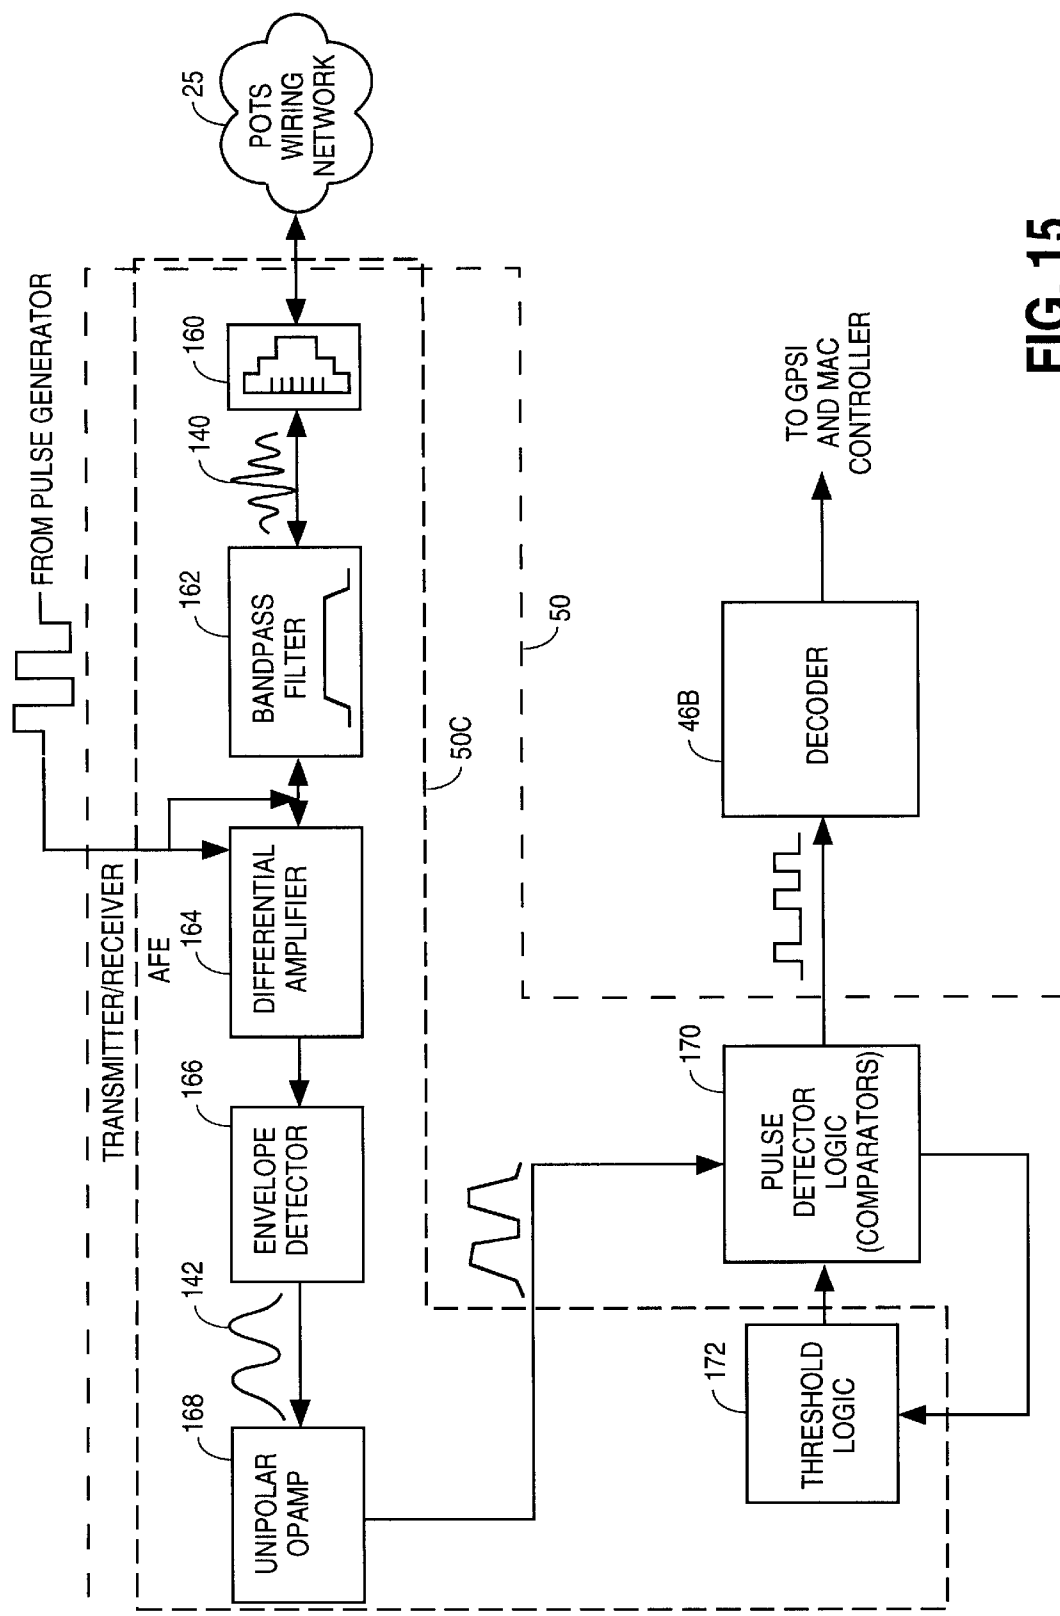 25
POTS
WIRING
NETWORK
FROM PULSE GENERATOR
160
140
162
BANDPASS
FILTER
50
50C
TRANSMITTER/RECEIVER
AFE
164
DIFFERENTIAL
AMPLIFIER
166
ENVELOPE
DETECTOR
142
168
UNIPOLAR
OPAMP
TO GPSI
AND MAC
CONTROLLER
46B
DECODER
170
PULSE
DETECTOR
LOGIC
(COMPARATORS)
172
THRESHOLD
LOGIC
FIG. 15